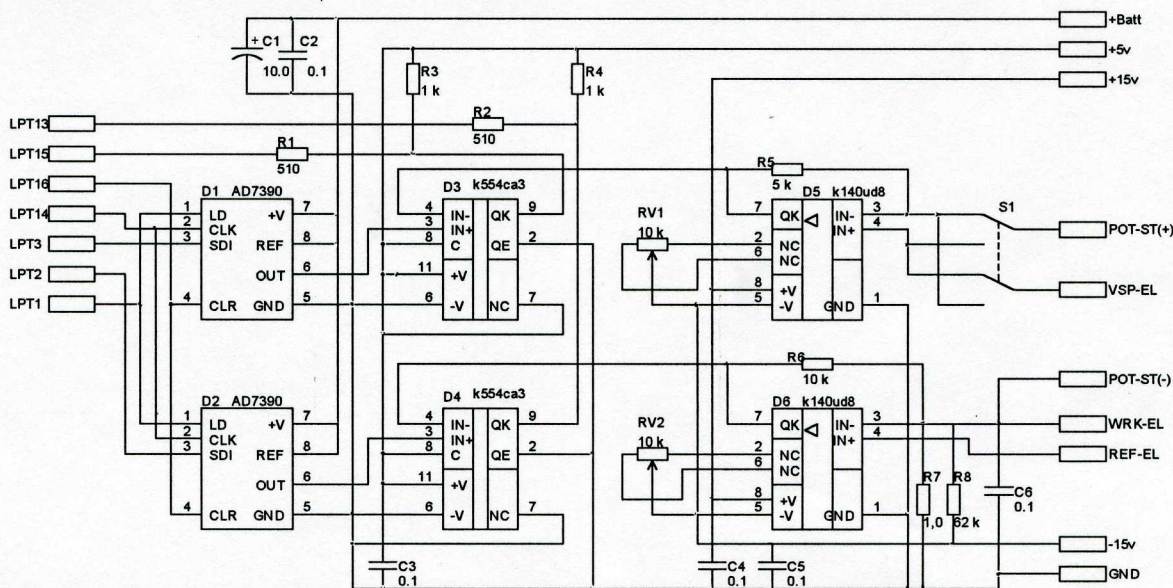 +Batt
+5v
+15v
+ C1
10.0
C2
0.1
R3
1 k
R4
1 k
LPT13
LPT15
LPT16
LPT14
LPT3
LPT2
LPT1
R2
510
R1
510
D1 AD7390
1 LD +V 7
2 CLK
3 SDI REF 8
OUT 6
4 CLR GND 5
D3 k554ca3
4 IN- QK 9
3 IN+
8 C QE 2
11 +V
6 -V NC 7
R5
5 k
RV1
10 k
D5 k140ud8
7 QK IN- 3
IN+ 4
2 NC
6 NC
8 +V
5 -V GND 1
S1
POT-ST(+)
VSP-EL
D2 AD7390
1 LD +V 7
2 CLK
3 SDI REF 8
OUT 6
4 CLR GND 5
D4 k554ca3
4 IN- QK 9
3 IN+
8 C QE 2
11 +V
6 -V NC 7
R6
10 k
RV2
10 k
D6 k140ud8
7 QK IN- 3
IN+ 4
2 NC
6 NC
8 +V
5 -V GND 1
POT-ST(-)
WRK-EL
REF-EL
R7
1,0
R8
62 k
C6
0.1
C3
0.1
C4
0.1
C5
0.1
-15v
GND